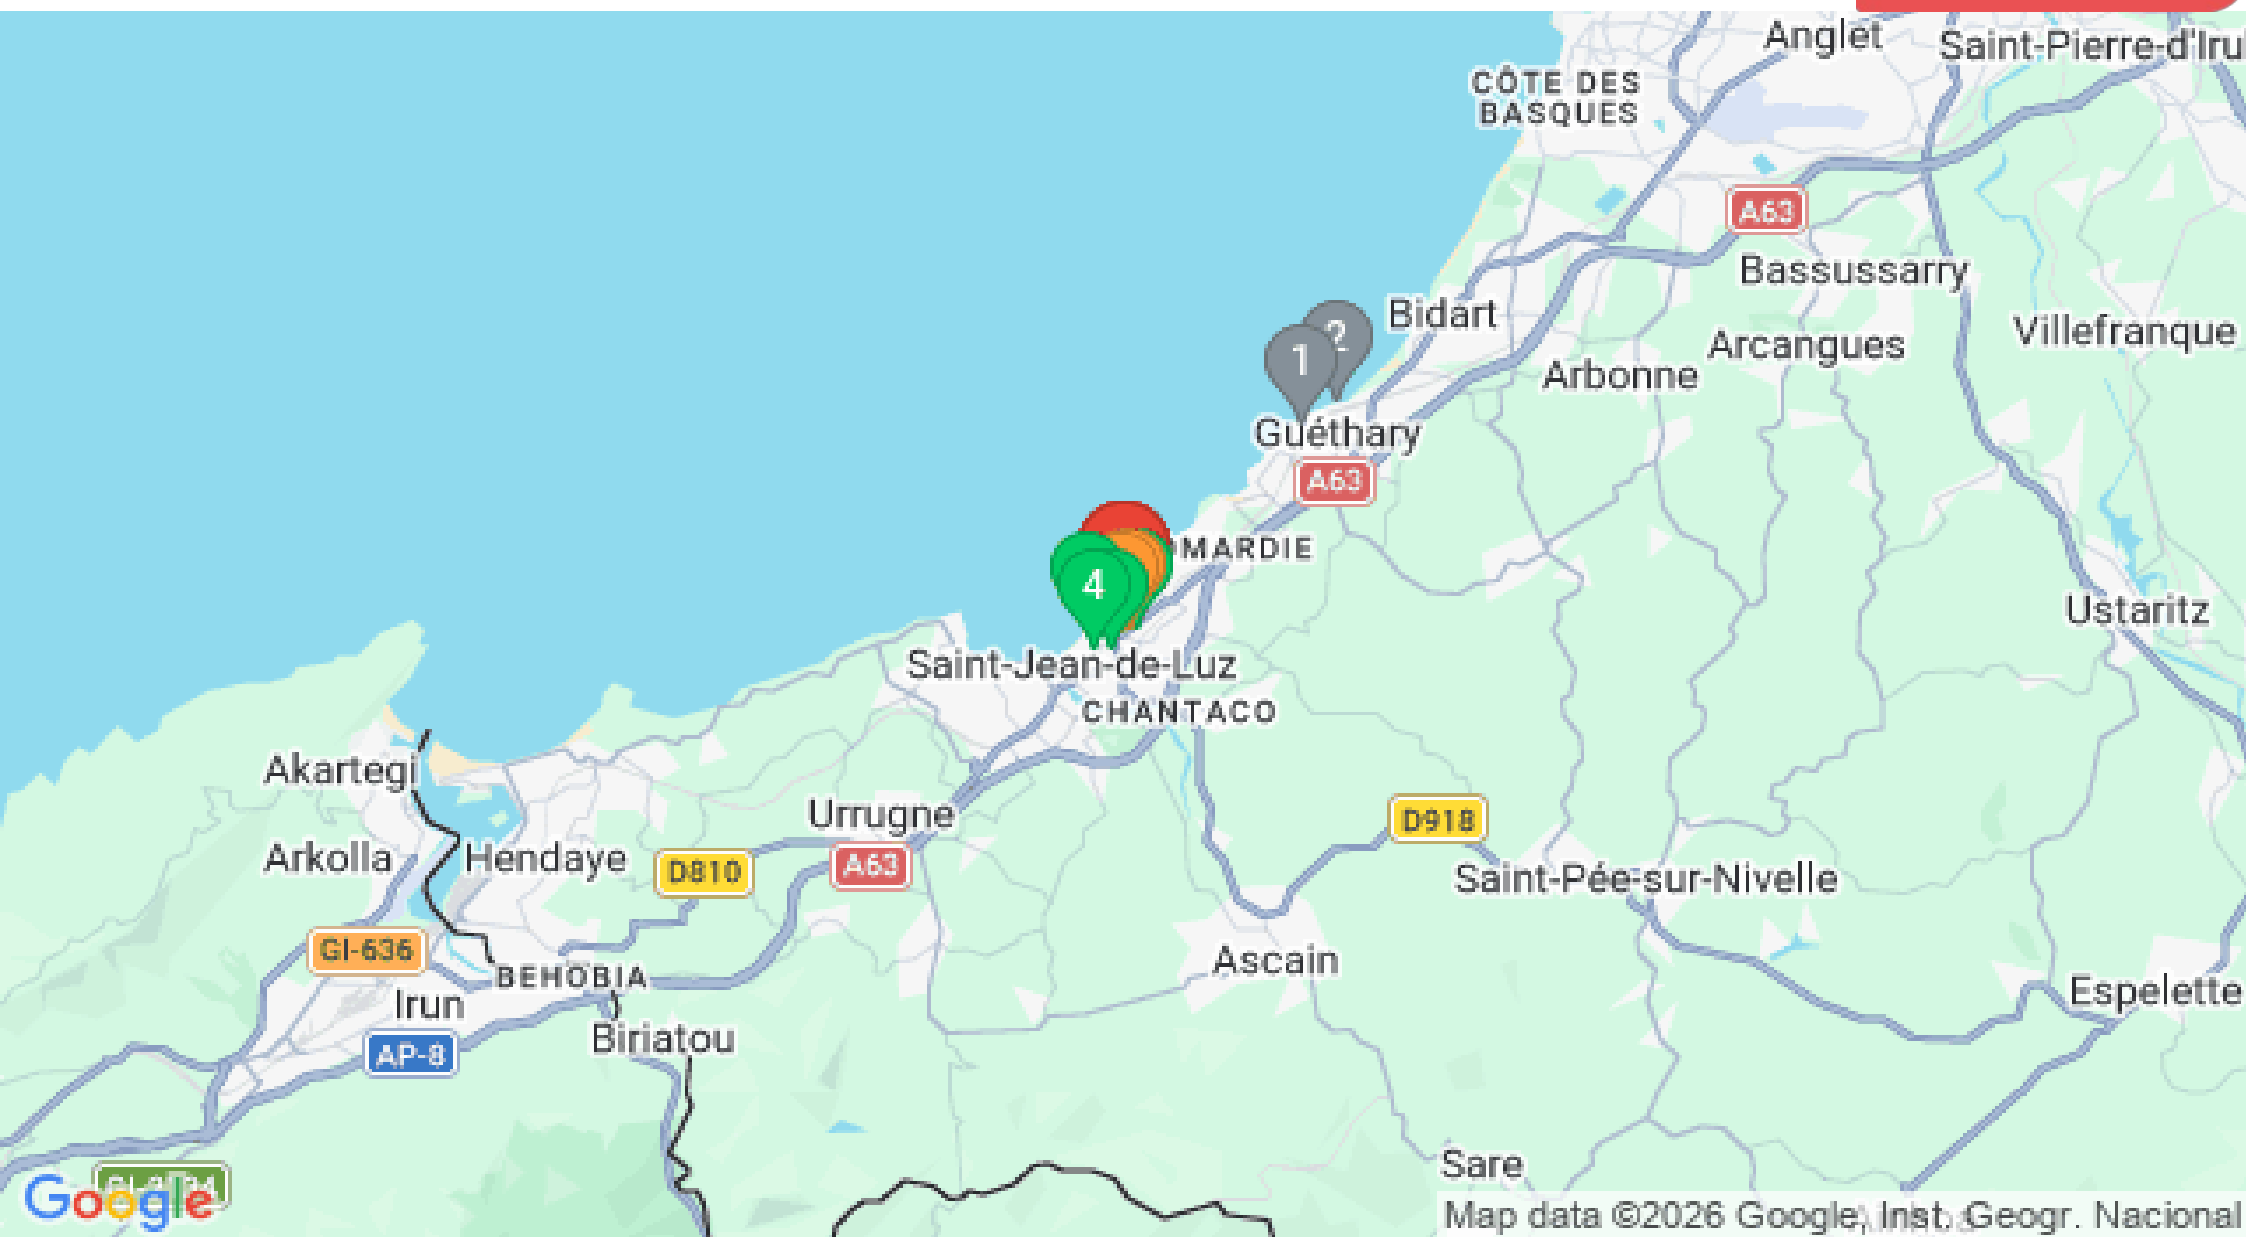 Anglet
Saint-Pierre-d'Iru
CÔTE DES
BASQUES
A63
Bassussarry
Bidart
Villefranque
Arcangues
Arbonne
2
1
Guéthary
A63
MARDIE
4
Ustaritz
Saint-Jean-de-Luz
CHANTACO
Akartegi
Urrugne
D918
Arkolla
Hendaye
D810
A63
Saint-Pée-sur-Nivelle
GI-636
Ascain
BEHOBIA
Irun
Espelette
Biriatou
AP-8
Sare
Google
Map data ©2026 Google, Inst. Geogr. Nacional